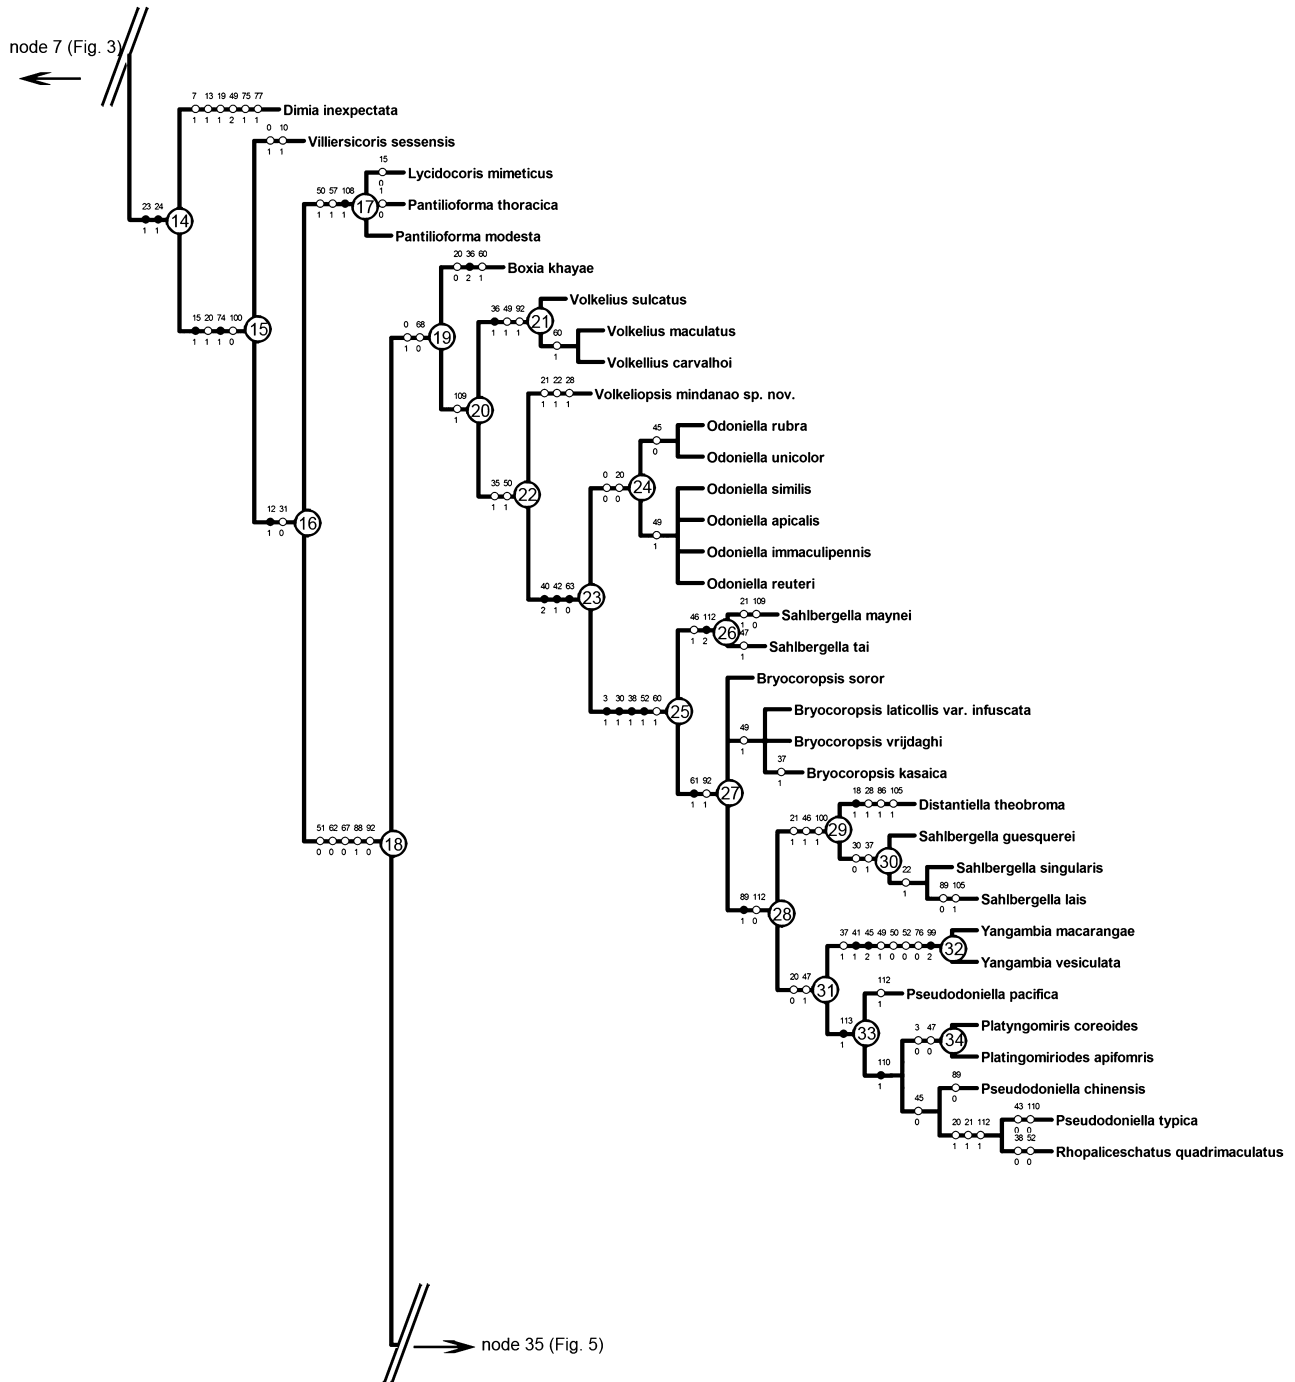 node 7 (Fig. 3)
7 13 19 49 75 77
Dimia inexpectata
1 1 1 2 1 1
0 10
Villiersicoris sessensis
1 1
15
Lycidocoris mimeticus
0
50 57 108
1
17
Pantilioforma thoracica
1 1 1
0
23 24
14
1 1
Pantilioforma modesta
20 36 60
Boxia khayae
0 2 1
Volkelius sulcatus
36 49 92
21
1 1 1
15 20 74 100
15
1 1 1 0
0 68
19
1 0
Volkelius maculatus
60
1
Volkellius carvalhoi
21 22 28
Volkeliopsis mindanao sp. nov.
1 1 1
109
20
1
Odoniella rubra
45
0
Odoniella unicolor
35 50
22
1 1
0 20
24
0 0
Odoniella similis
12 31
16
1 0
Odoniella apicalis
49
1
Odoniella immaculipennis
Odoniella reuteri
40 42 63
23
2 1 0
21 109
Sahlbergella maynei
1 0
46 112
26
1 2
47
Sahlbergella tai
1
Bryocoropsis soror
3 30 38 52 60
25
1 1 1 1 1
Bryocoropsis laticollis var. infuscata
49
Bryocoropsis vrijdaghi
1
37
Bryocoropsis kasaica
1
61 92
27
1 1
18 28 86 105
Distantiella theobroma
1 1 1 1
21 46 100
29
1 1 1
51 62 67 88 92
18
0 0 0 1 0
Sahlbergella guesquerei
30 37
30
0 1
Sahlbergella singularis
22
1
89 105
Sahlbergella lais
0 1
89 112
28
1 0
Yangambia macarangae
37 41 45 49 50 52 76 99
32
1 1 2 1 0 0 0 2
Yangambia vesiculata
20 47
31
0 1
112
Pseudodoniella pacifica
1
113
33
1
Platyngomiris coreoides
3 47
34
0 0
Platingomiriodes apifomris
110
1
89
Pseudodoniella chinensis
0
45
0
43 110
Pseudodoniella typica
0 0
20 21 112
1 1 1
38 52
Rhopaliceschatus quadrimaculatus
0 0
node 35 (Fig. 5)